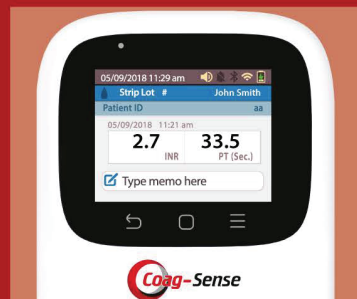 05/09/2018 11:29 am
Strip Lot # John Smith
Patient ID aa
05/09/2018 11:21 am
2.7 33.5
INR PT (Sec.)
Type memo here
Coag-Sense